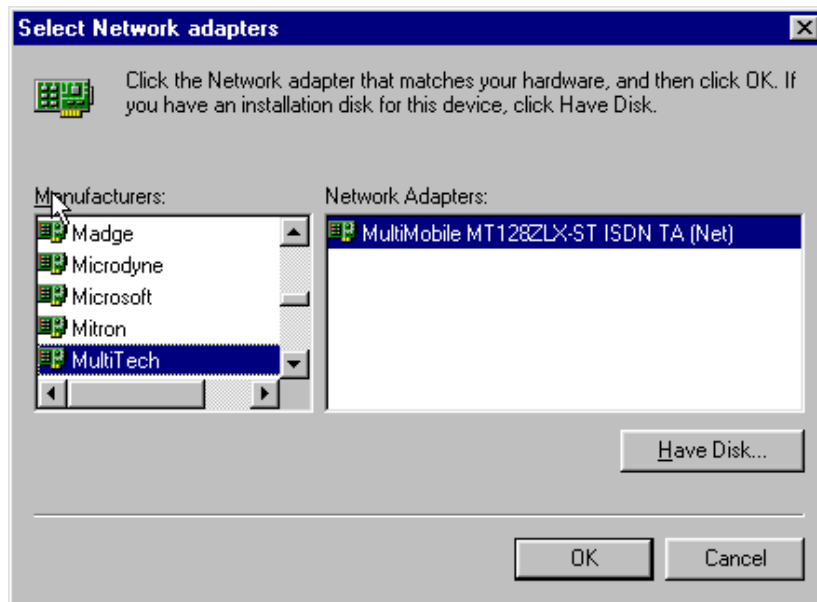 Select Network adapters
Click the Network adapter that matches your hardware, and then click OK. If
you have an installation disk for this device, click Have Disk.
Manufacturers:
Madge
Microdyne
Microsoft
Mitron
MultiTech
Network Adapters:
MultiMobile MT128ZLX-ST ISDN TA (Net)
Have Disk...
OK
Cancel